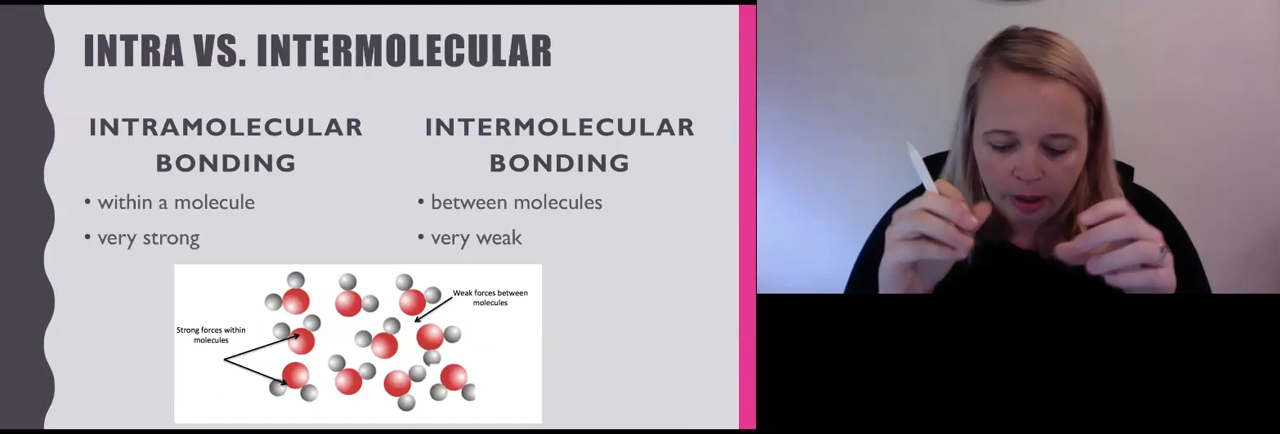 INTRA VS. INTERMOLECULAR
INTRAMOLECULAR
BONDING
• within a molecule
• very strong
INTERMOLECULAR
BONDING
• between molecules
• very weak
Strong forces within
molecules
Weak forces between
molecules